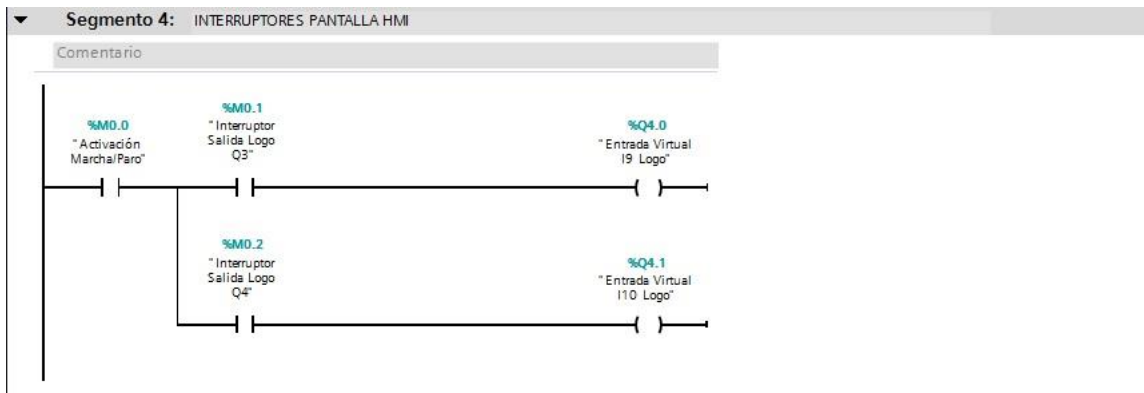 Segmento 4: INTERRUPTORES PANTALLA HMI
Comentario
%M0.0
"Activación
Marcha/Paro"
%M0.1
"Interruptor
Salida Logo
Q3"
%Q4.0
"Entrada Virtual
I9 Logo"
%M0.2
"Interruptor
Salida Logo
Q4"
%Q4.1
"Entrada Virtual
I10 Logo"